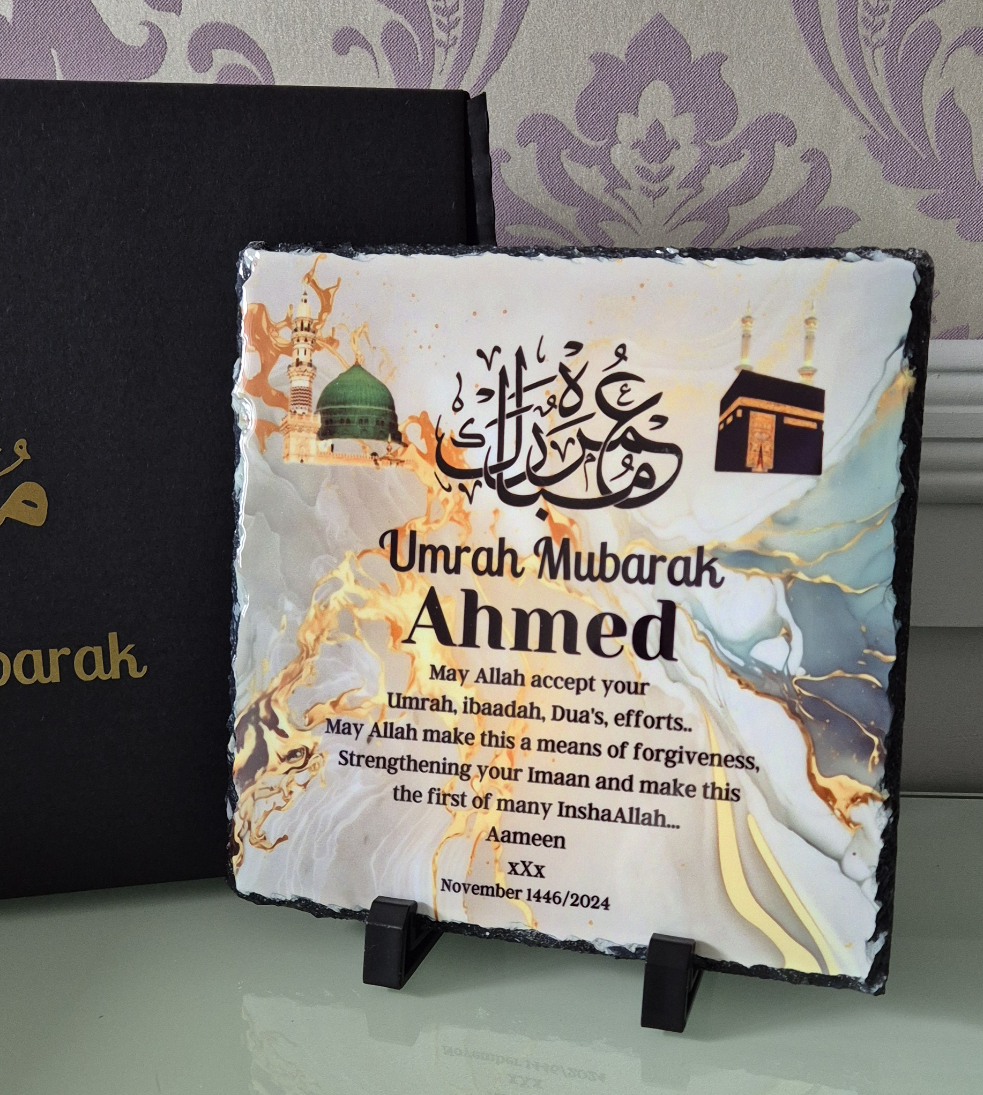 عمرة مبارك
Umrah Mubarak
Ahmed
May Allah accept your
Umrah, ibaadah, Dua's, efforts..
May Allah make this a means of forgiveness,
Strengthening your Imaan and make this
the first of many InshaAllah...
Aameen
xXx
November 1446/2024
barak